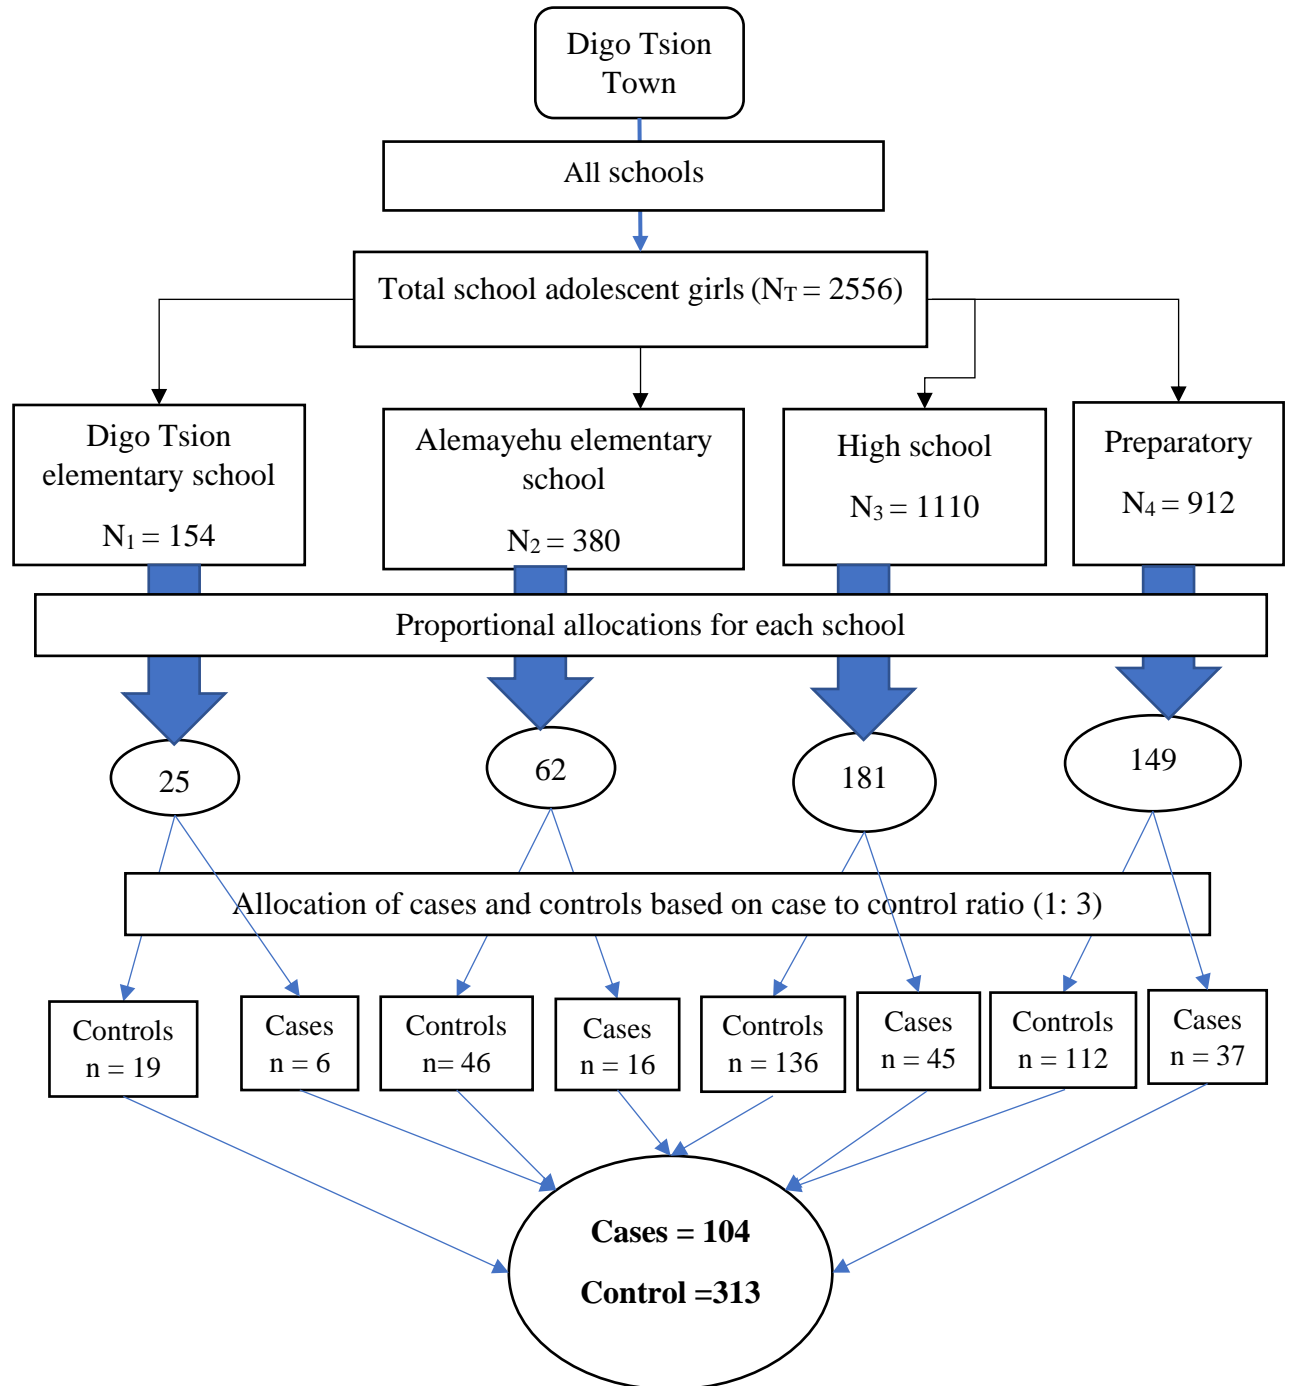 Digo Tsion
Town
All schools
Total school adolescent girls (N_T = 2556)
Digo Tsion
elementary school
N₁ = 154
Alemayehu elementary
school
N₂ = 380
High school
N₃ = 1110
Preparatory
N₄ = 912
Proportional allocations for each school
25
62
181
149
Allocation of cases and controls based on case to control ratio (1: 3)
Controls
n = 19
Cases
n = 6
Controls
n= 46
Cases
n = 16
Controls
n = 136
Cases
n = 45
Controls
n = 112
Cases
n = 37
Cases = 104
Control =313